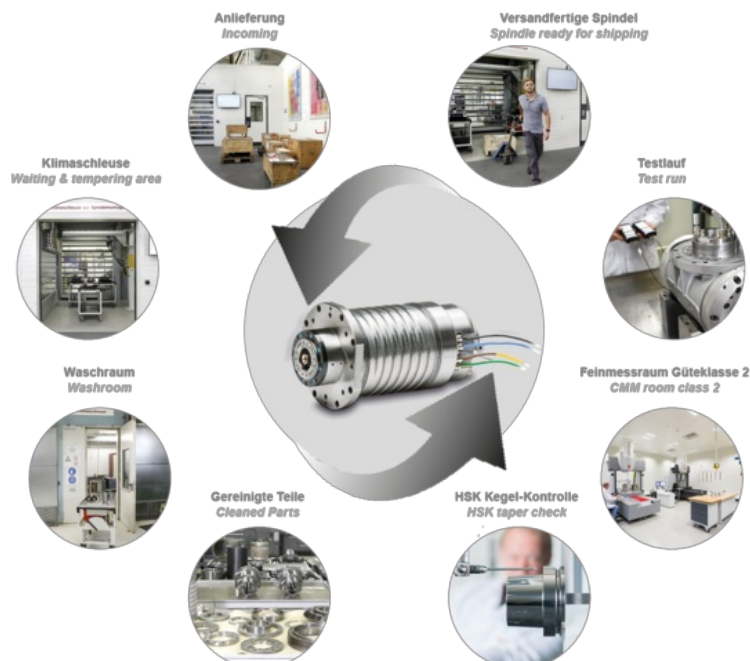 Anlieferung
Incoming
Versandfertige Spindel
Spindle ready for shipping
Klimaschleuse
Waiting & tempering area
Testlauf
Test run
Waschraum
Washroom
Feinmessraum Güteklasse 2
CMM room class 2
Gereinigte Teile
Cleaned Parts
HSK Kegel-Kontrolle
HSK taper check